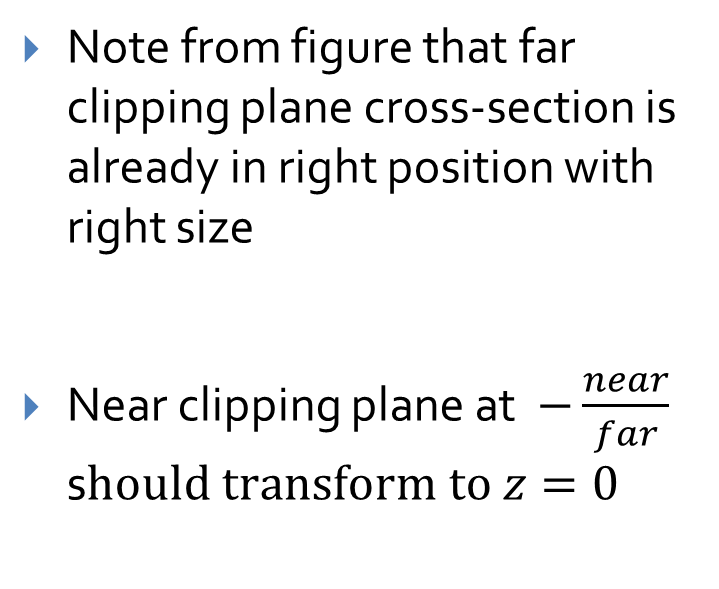 Note from figure that far
clipping plane cross-section is
already in right position with
right size
Near clipping plane at −near/far
should transform to z = 0